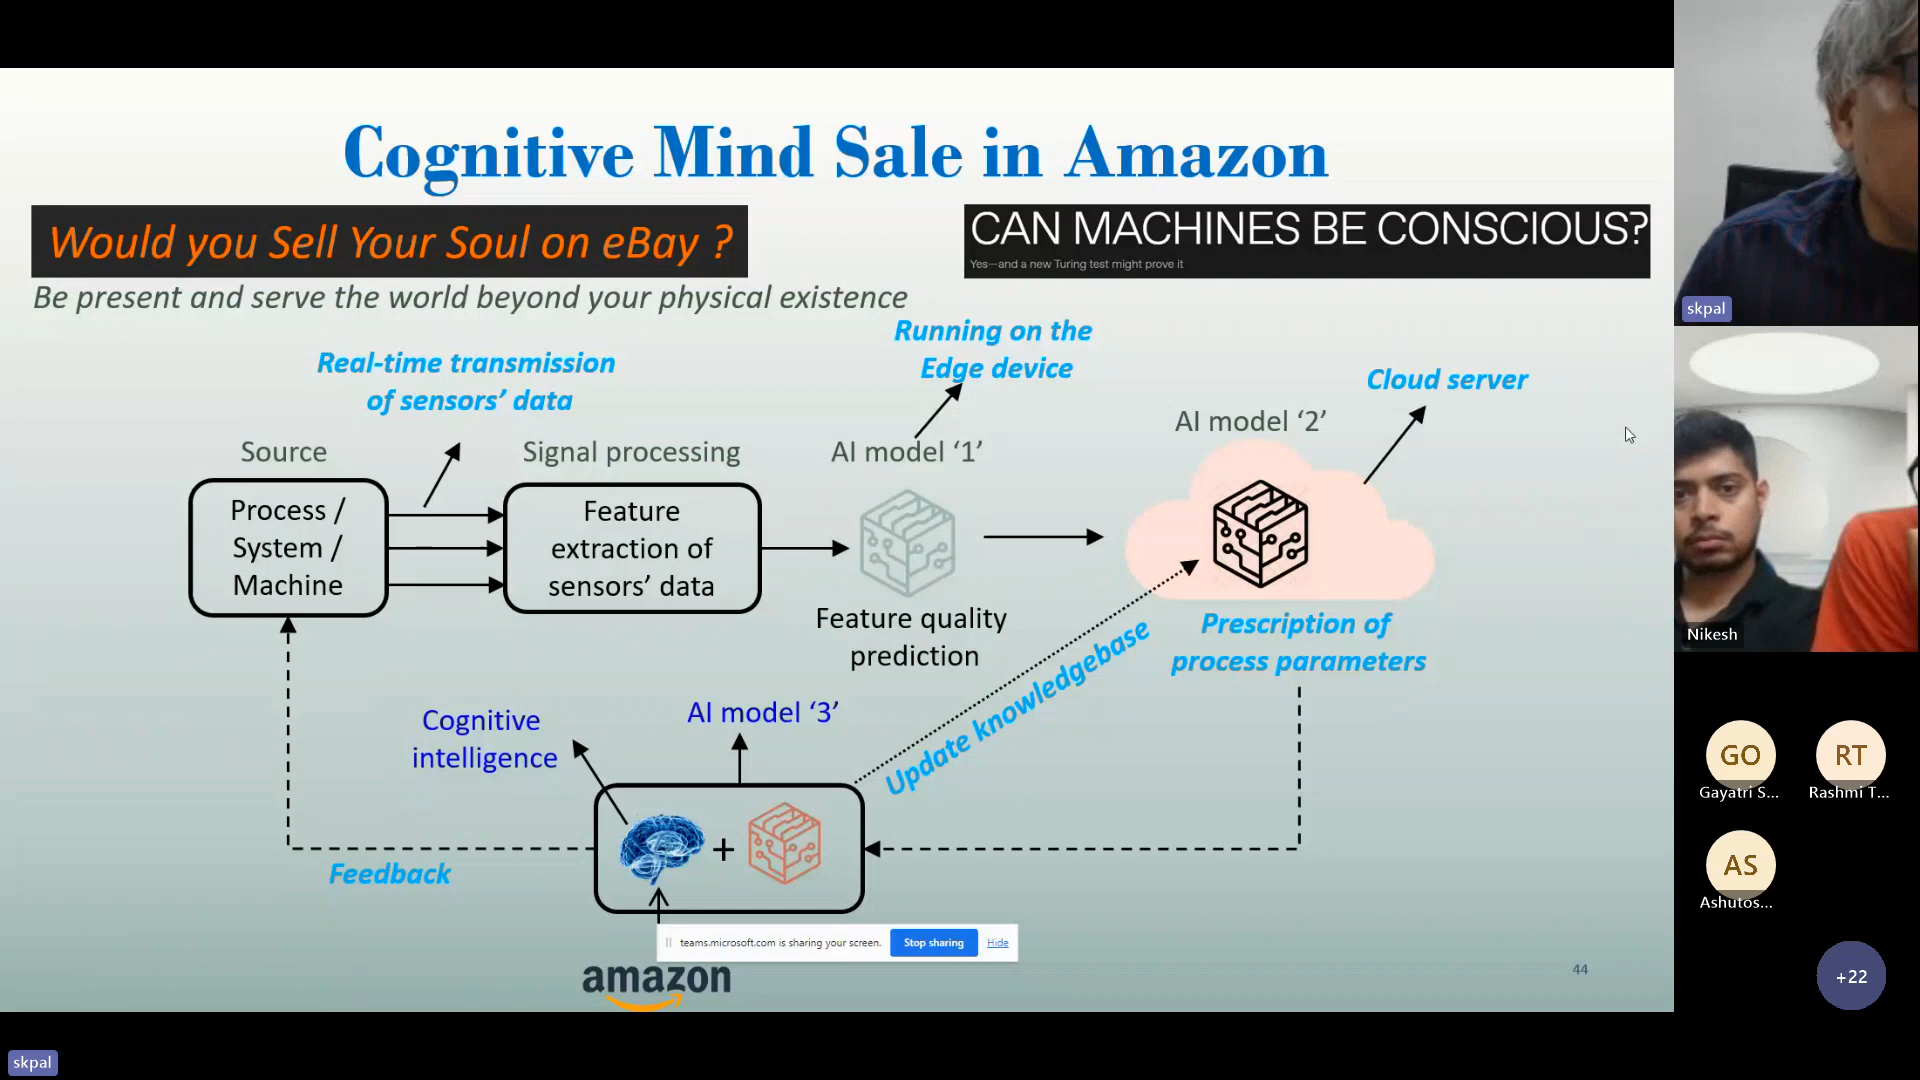 Cognitive Mind Sale in Amazon
Would you Sell Your Soul on eBay ?
CAN MACHINES BE CONSCIOUS?
Yes—and a new Turing test might prove it
Be present and serve the world beyond your physical existence
Running on the
Edge device
Real-time transmission
of sensors’ data
Cloud server
AI model ‘2’
Source
Signal processing
AI model ‘1’
Process /
System /
Machine
Feature
extraction of
sensors’ data
Feature quality
prediction
Prescription of
process parameters
Update knowledgebase
Cognitive
intelligence
AI model ‘3’
+
Feedback
teams.microsoft.com is sharing your screen.
Stop sharing
Hide
amazon
44
skpal
Nikesh
GO
Gayatri S...
RT
Rashmi T...
AS
Ashutos...
+22
skpal